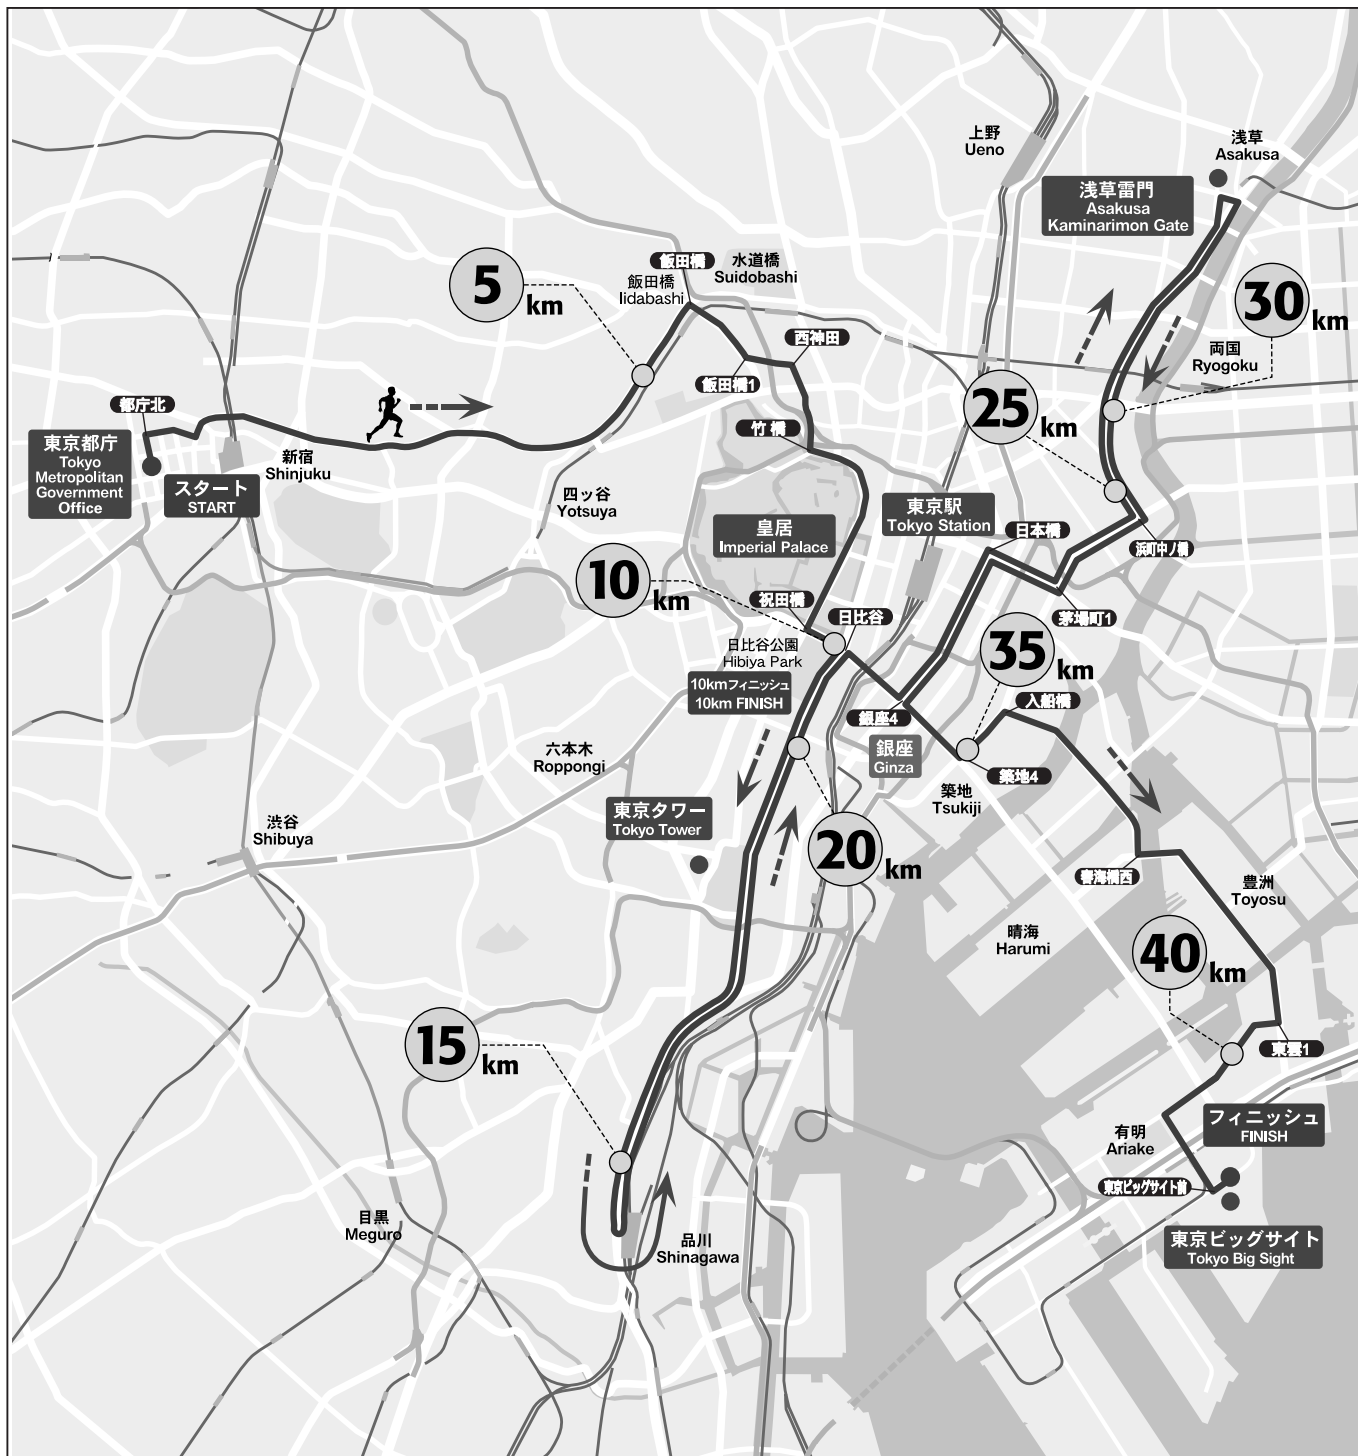 上野
Ueno
浅草
Asakusa
浅草雷門
Asakusa
Kaminarimon Gate
飯田橋
水道橋
Suidobashi
飯田橋
Iidabashi
5
km
30
km
西神田
両国
Ryogoku
飯田橋1
25
km
都庁北
竹橋
東京都庁
Tokyo
Metropolitan
Government
Office
新宿
Shinjuku
スタート
START
四ッ谷
Yotsuya
東京駅
Tokyo Station
皇居
Imperial Palace
日本橋
浜町中ノ橋
10
km
祝田橋
日比谷
茅場町1
日比谷公園
Hibiya Park
35
km
10kmフィニッシュ
10km FINISH
入船橋
銀座4
銀座
Ginza
六本木
Roppongi
築地4
築地
Tsukiji
東京タワー
Tokyo Tower
渋谷
Shibuya
20
km
春海橋西
豊洲
Toyosu
晴海
Harumi
40
km
15
km
東雲1
フィニッシュ
FINISH
有明
Ariake
東京ビッグサイト前
目黒
Meguro
品川
Shinagawa
東京ビッグサイト
Tokyo Big Sight